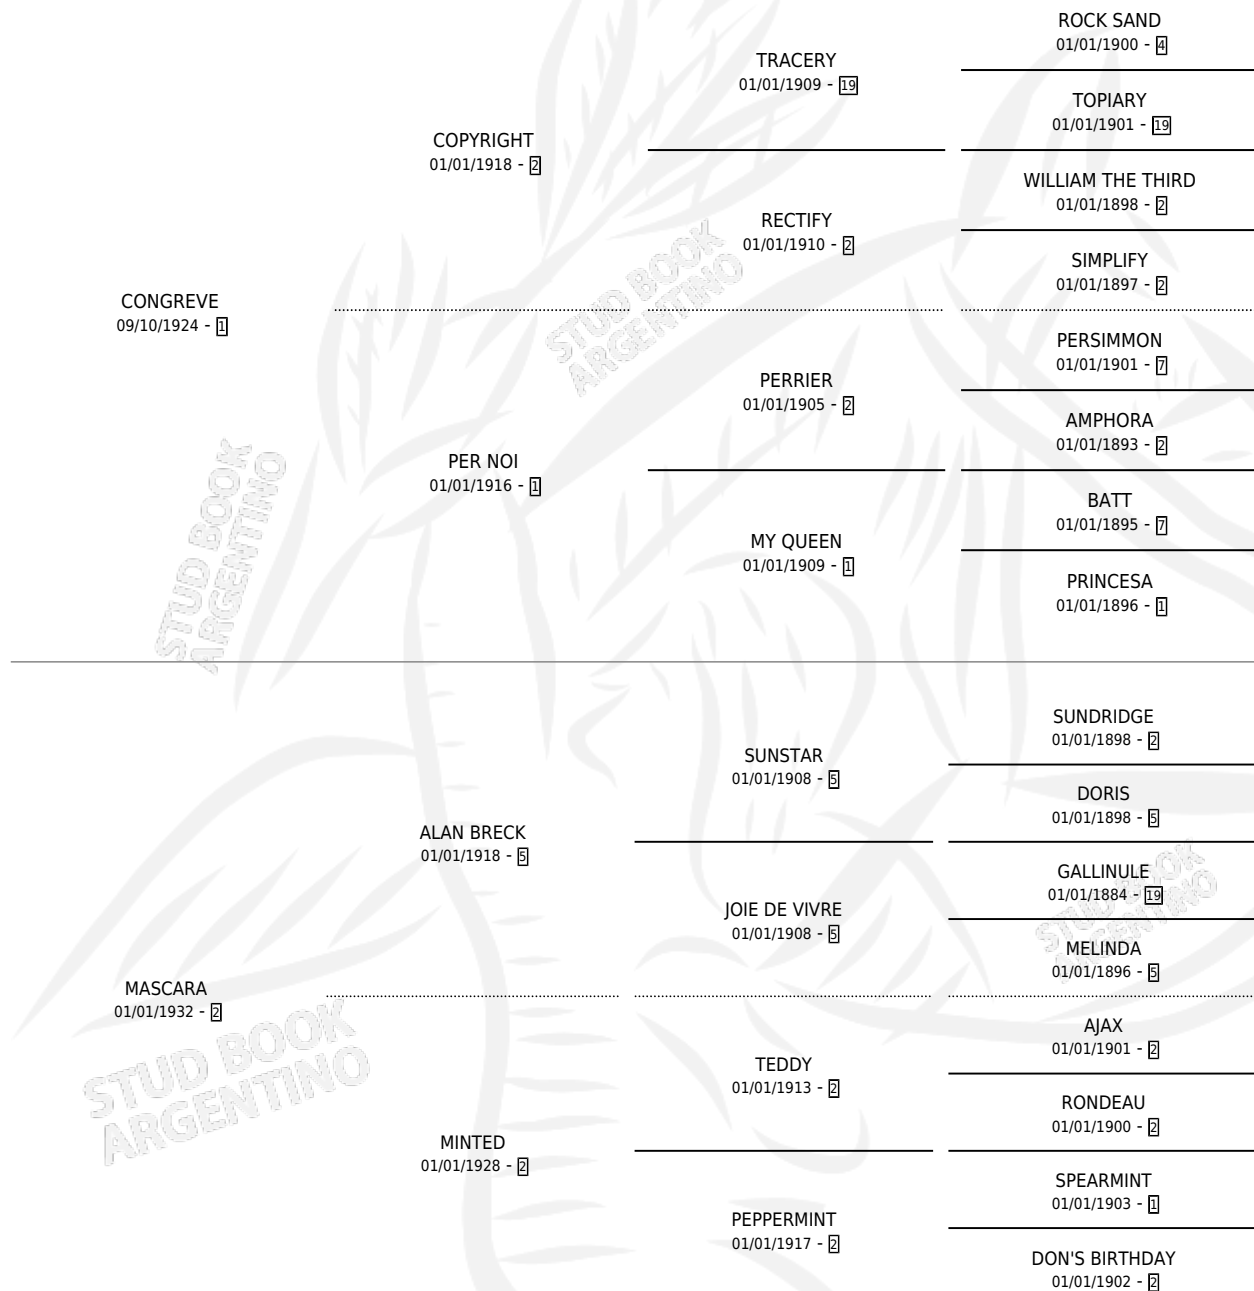 ROCK SAND
01/01/1900 - 4
TRACERY
01/01/1909 - 19
TOPIARY
01/01/1901 - 19
COPYRIGHT
01/01/1918 - 2
WILLIAM THE THIRD
01/01/1898 - 2
RECTIFY
01/01/1910 - 2
SIMPLIFY
01/01/1897 - 2
CONGREVE
09/10/1924 - 1
STUD BOOK
ARGENTINO
PERSIMMON
01/01/1901 - 7
PERRIER
01/01/1905 - 2
AMPHORA
01/01/1893 - 2
PER NOI
01/01/1916 - 1
BATT
01/01/1895 - 7
MY QUEEN
01/01/1909 - 1
PRINCESA
01/01/1896 - 1
STUD BOOK
ARGENTINO
SUNDRIDGE
01/01/1898 - 2
SUNSTAR
01/01/1908 - 5
DORIS
01/01/1898 - 5
ALAN BRECK
01/01/1918 - 5
GALLINULE
01/01/1884 - 19
JOIE DE VIVRE
01/01/1908 - 5
STUD BOOK
ARGENTINO
MELINDA
01/01/1896 - 5
MASCARA
01/01/1932 - 2
STUD BOOK
ARGENTINO
AJAX
01/01/1901 - 2
TEDDY
01/01/1913 - 2
RONDEAU
01/01/1900 - 2
MINTED
01/01/1928 - 2
SPEARMINT
01/01/1903 - 1
PEPPERMINT
01/01/1917 - 2
DON'S BIRTHDAY
01/01/1902 - 2